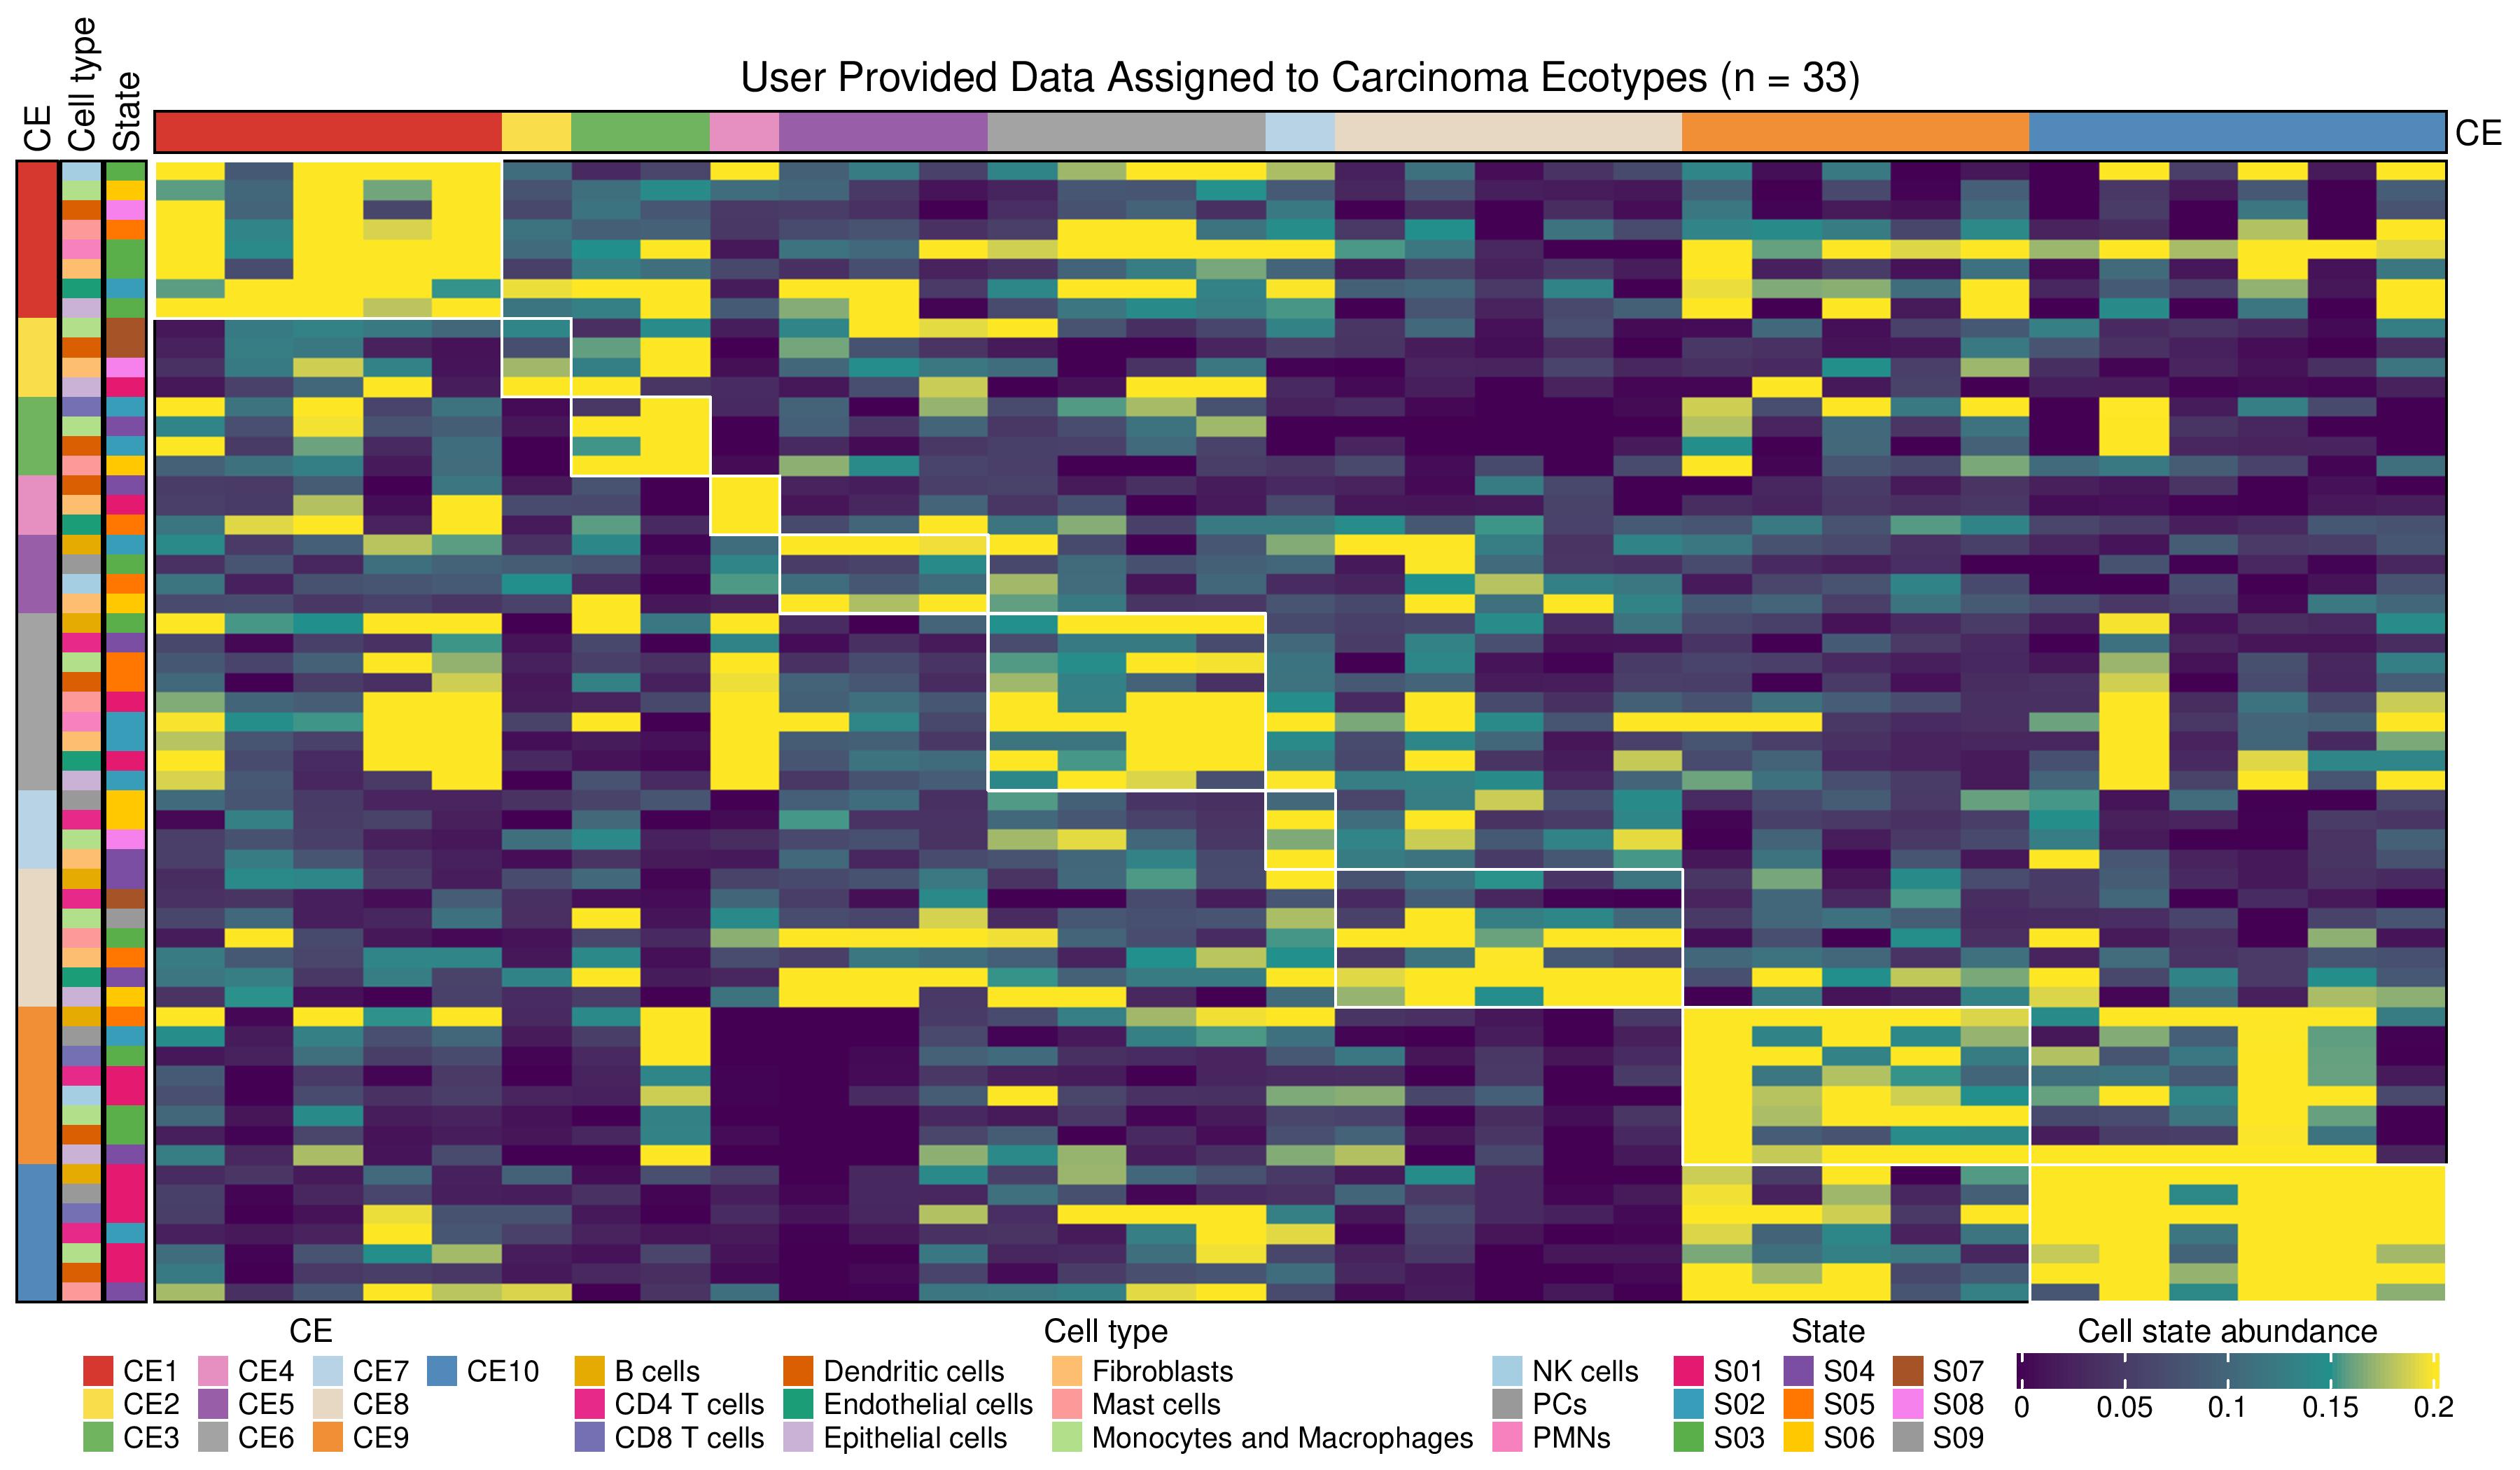 User Provided Data Assigned to Carcinoma Ecotypes (n = 33)
CE
Cell type
State
CE
CE
CE1
CE2
CE3
CE4
CE5
CE6
CE7
CE8
CE9
CE10
Cell type
B cells
CD4 T cells
CD8 T cells
Dendritic cells
Endothelial cells
Epithelial cells
Fibroblasts
Mast cells
Monocytes and Macrophages
NK cells
PCs
PMNs
State
S01
S02
S03
S04
S05
S06
S07
S08
S09
Cell state abundance
0 0.05 0.1 0.15 0.2